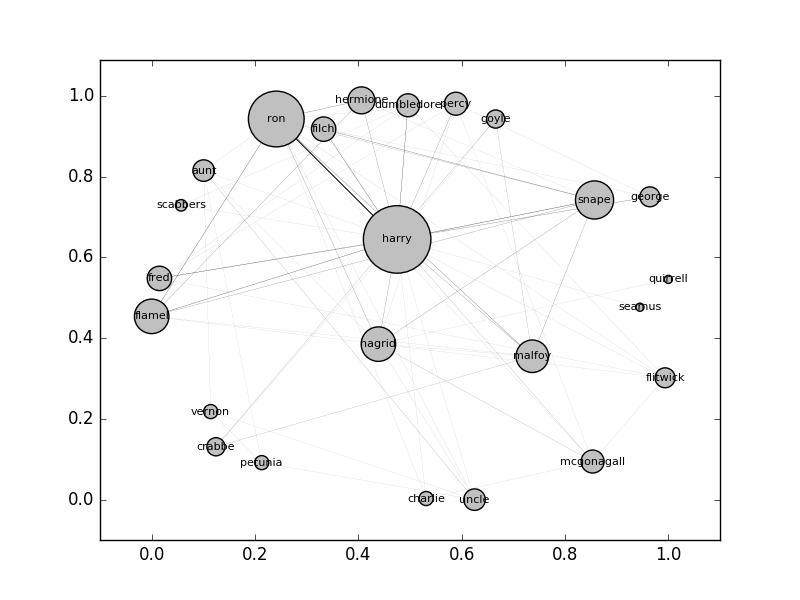 1.0
0.8
0.6
0.4
0.2
0.0
hermione
dumbledore
percy
ron
filch
goyle
aunt
snape
george
scabbers
harry
fred
quirrell
seamus
flamel
hagrid
malfoy
flitwick
vernon
crabbe
petunia
mcgonagall
charlie
uncle
0.0 0.2 0.4 0.6 0.8 1.0